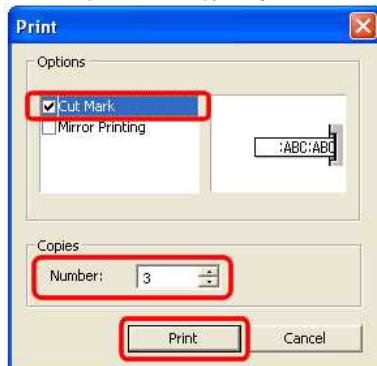 Print
Options
Cut Mark
Mirror Printing
:ABC:ABC
Copies
Number: 3
Print Cancel